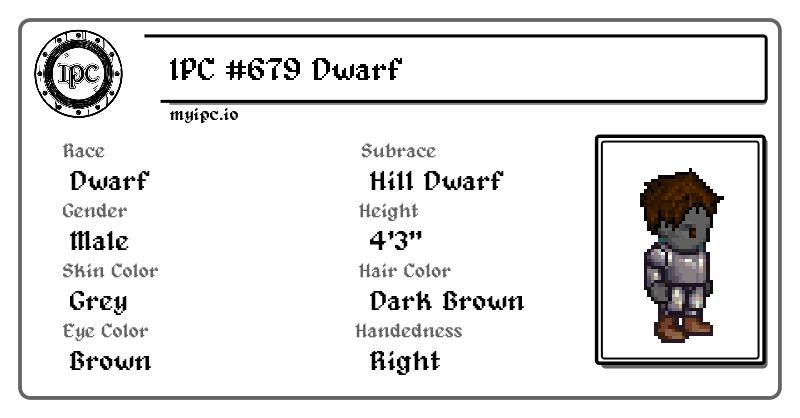 IPC
IPC #679 Dwarf
myipc.io
Race
Dwarf
Subrace
Hill Dwarf
Gender
Male
Height
4'3"
Skin Color
Grey
Hair Color
Dark Brown
Eye Color
Brown
Handedness
Right